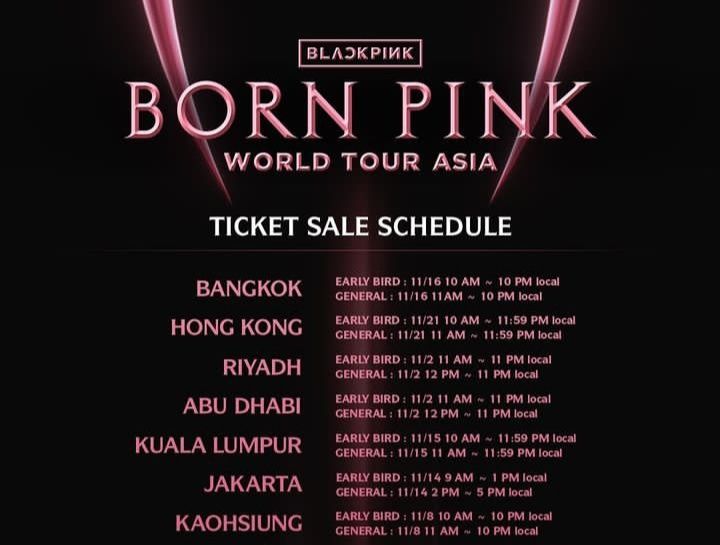 BLACKPINK
BORN PINK
WORLD TOUR ASIA
TICKET SALE SCHEDULE
BANGKOK
EARLY BIRD : 11/16 10 AM ~ 10 PM local
GENERAL : 11/16 11AM ~ 10 PM local
HONG KONG
EARLY BIRD : 11/21 10 AM ~ 11:59 PM local
GENERAL : 11/21 11 AM ~ 11:59 PM local
RIYADH
EARLY BIRD : 11/2 11 AM ~ 11 PM local
GENERAL : 11/2 12 PM ~ 11 PM local
ABU DHABI
EARLY BIRD : 11/2 11 AM ~ 11 PM local
GENERAL : 11/2 12 PM ~ 11 PM local
KUALA LUMPUR
EARLY BIRD : 11/15 10 AM ~ 11:59 PM local
GENERAL : 11/15 11 AM ~ 11:59 PM local
JAKARTA
EARLY BIRD : 11/14 9 AM ~ 1 PM local
GENERAL : 11/14 2 PM ~ 5 PM local
KAOHSIUNG
EARLY BIRD : 11/8 10 AM ~ 10 PM local
GENERAL : 11/8 11 AM ~ 10 PM local